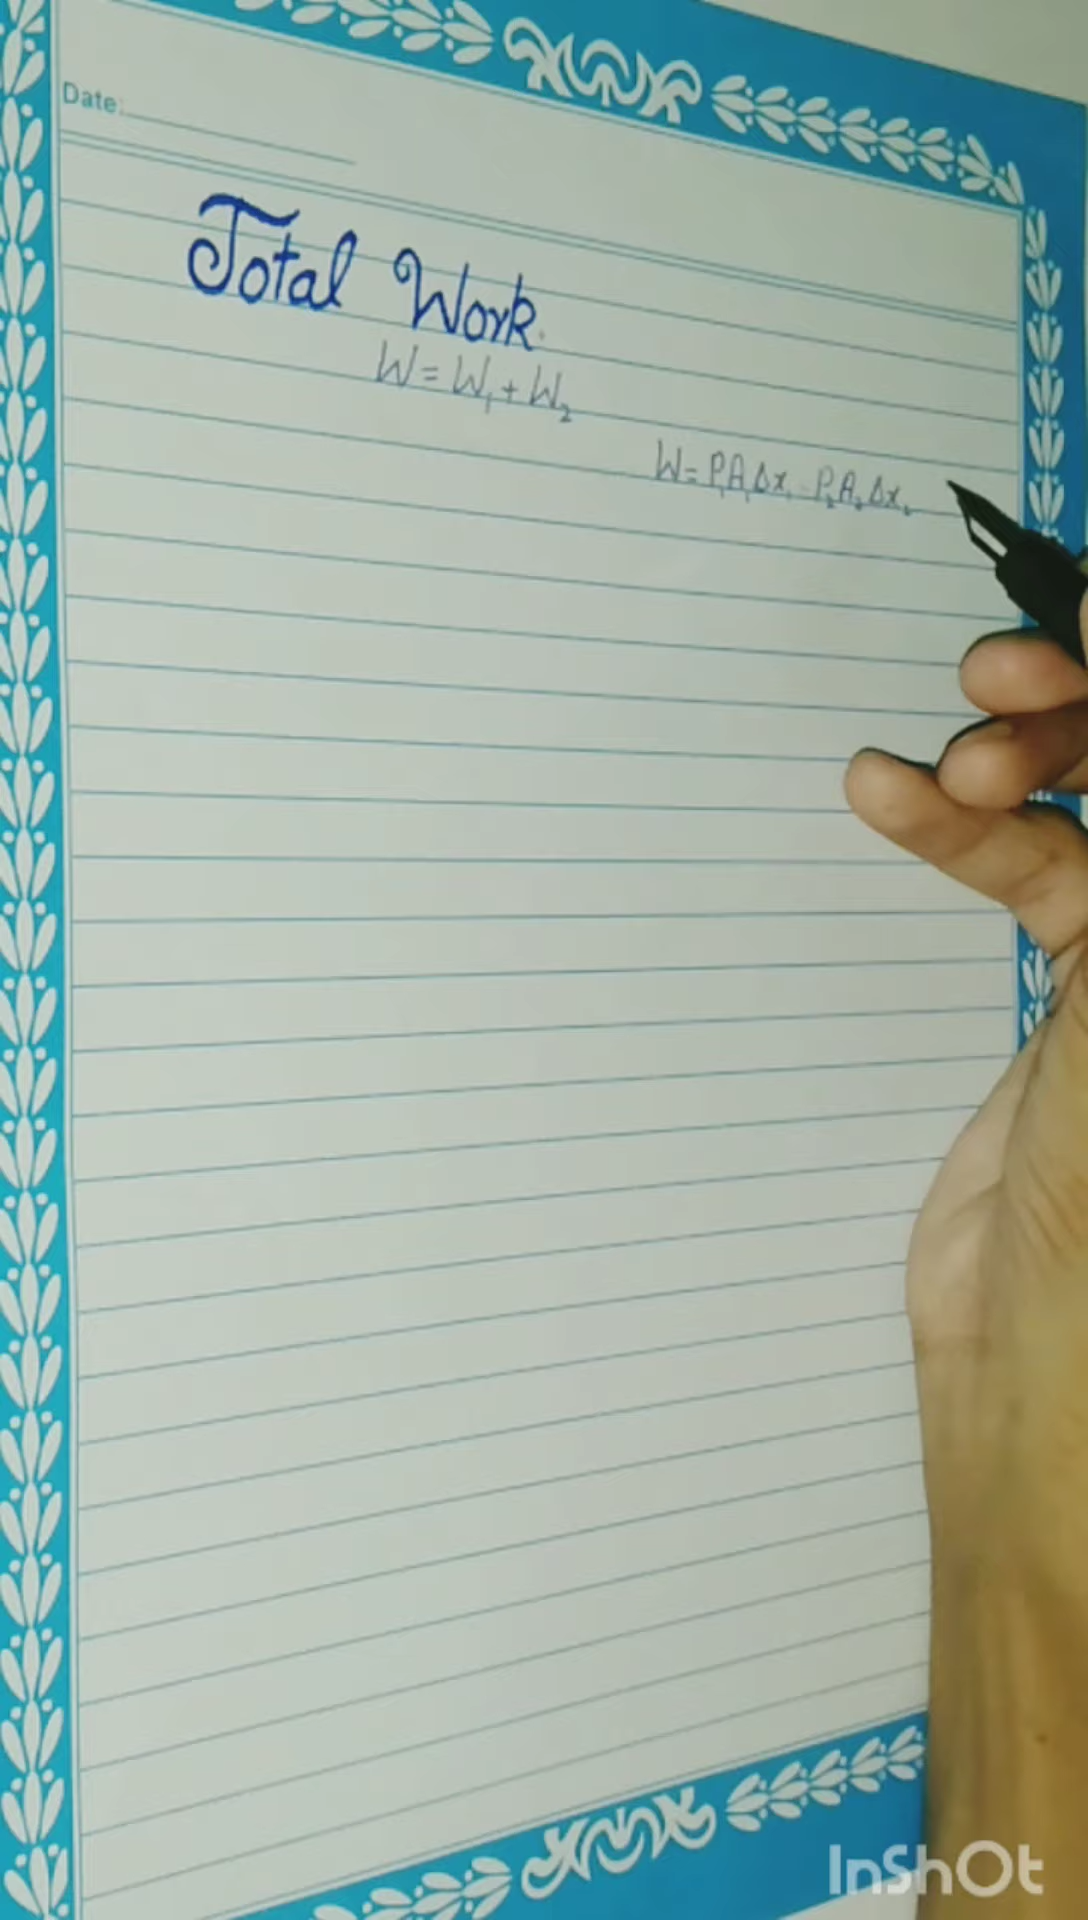 Date:
Total Work.
W = W₁ + W₂
W = P₁A₁Δx₁ - P₂A₂Δx₂
InShOt